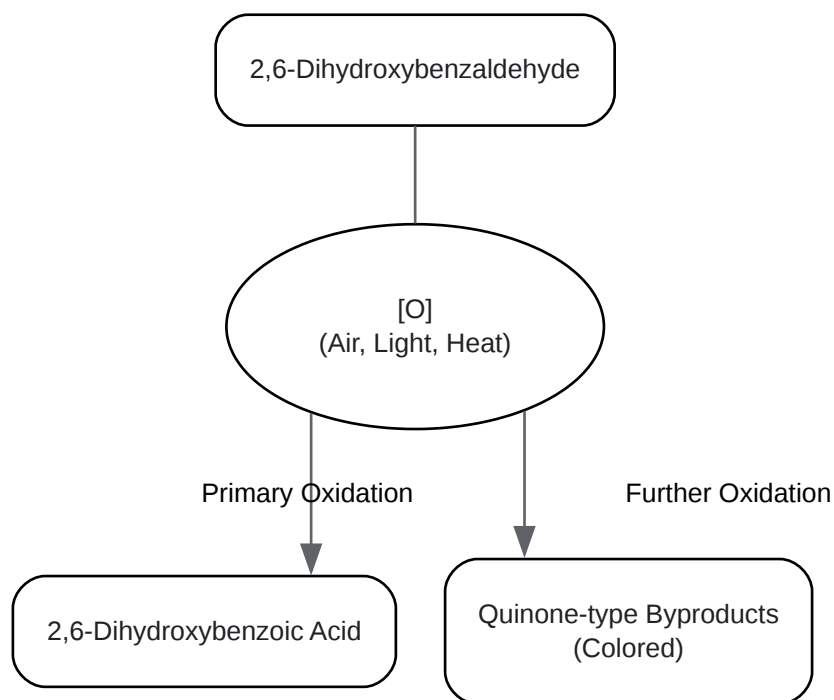 2,6-Dihydroxybenzaldehyde
[O]
(Air, Light, Heat)
Primary Oxidation
Further Oxidation
2,6-Dihydroxybenzoic Acid
Quinone-type Byproducts
(Colored)